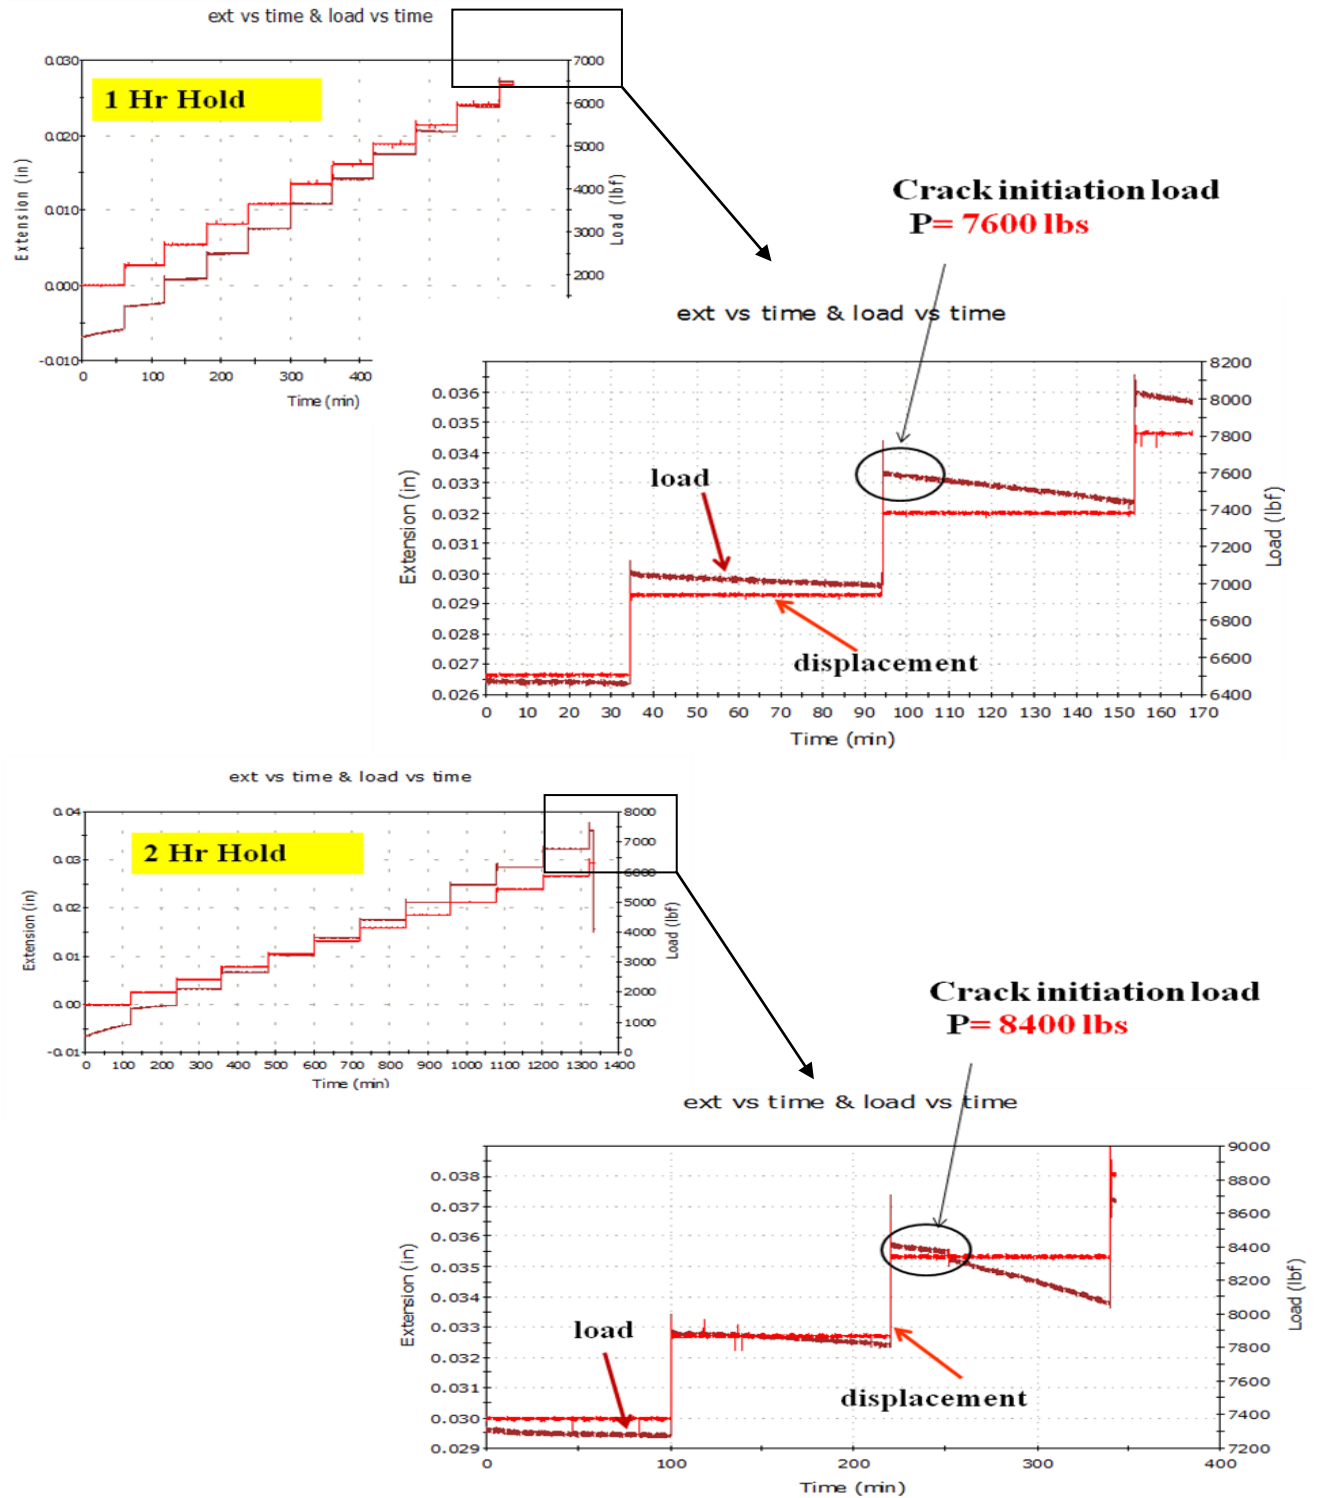 ext vs time & load vs time
0.030
0.020
0.010
0.000
-0.010
Extension (in)
1 Hr Hold
7000
6000
5000
4000
3000
2000
Load (lbf)
0 100 200 300 400
Time (min)
Crack initiation load
P= 7600 lbs
ext vs time & load vs time
0.036
0.035
0.034
0.033
0.032
0.031
0.030
0.029
0.028
0.027
0.026
Extension (in)
load
displacement
8200
8000
7800
7600
7400
7200
7000
6800
6600
6400
Load (lbf)
0 10 20 30 40 50 60 70 80 90 100 110 120 130 140 150 160 170
Time (min)
ext vs time & load vs time
0.04
0.03
0.02
0.01
0.00
-0.01
Extension (in)
2 Hr Hold
8000
7000
6000
5000
4000
3000
2000
1000
0
Load (lbf)
0 100 200 300 400 500 600 700 800 900 1000 1100 1200 1300 1400
Time (min)
Crack initiation load
P= 8400 lbs
ext vs time & load vs time
0.038
0.037
0.036
0.035
0.034
0.033
0.032
0.031
0.030
0.029
Extension (in)
load
displacement
9000
8800
8600
8400
8200
8000
7800
7600
7400
7200
Load (lbf)
0 100 200 300 400
Time (min)